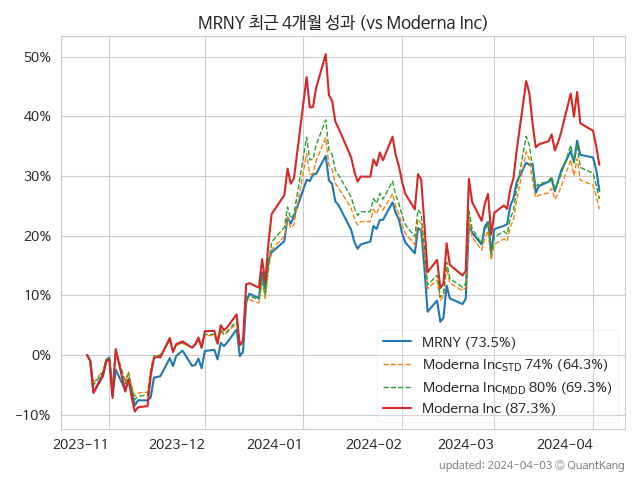 MRNY 최근 4개월 성과 (vs Moderna Inc)
50%
40%
30%
20%
10%
0%
−10%
MRNY (73.5%)
Moderna Inc_STD 74% (64.3%)
Moderna Inc_MDD 80% (69.3%)
Moderna Inc (87.3%)
2023−11 2023−12 2024−01 2024−02 2024−03 2024−04
updated: 2024-04-03 © QuantKang